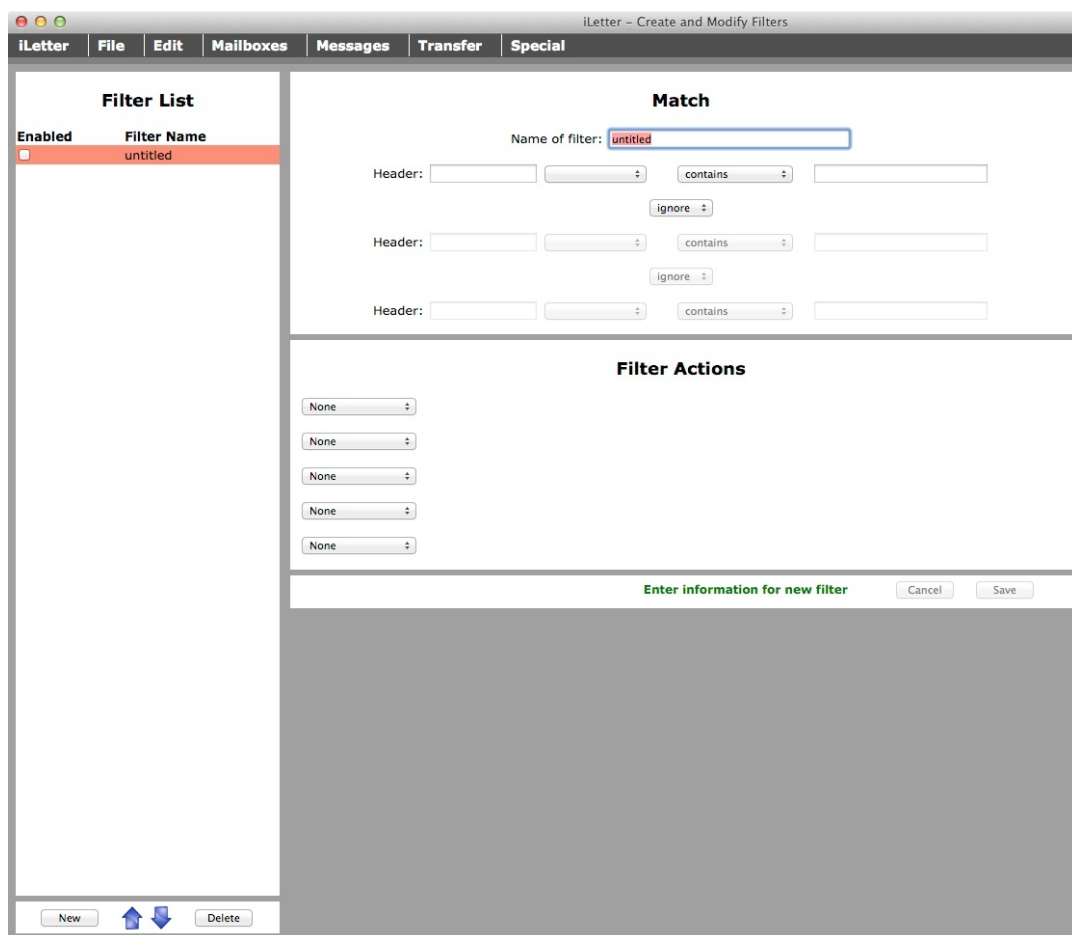 iLetter – Create and Modify Filters
iLetter File Edit Mailboxes Messages Transfer Special
Filter List
Enabled Filter Name
untitled
Match
Name of filter: untitled
Header: contains
ignore
Header: contains
ignore
Header: contains
Filter Actions
None
None
None
None
None
Enter information for new filter Cancel Save
New Delete